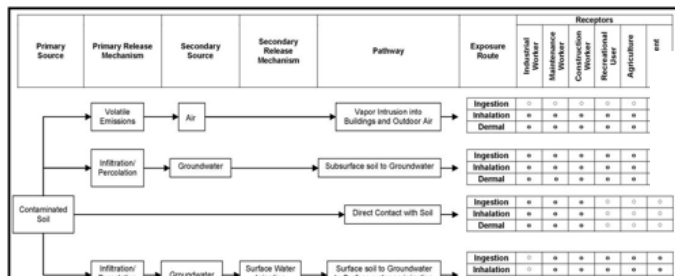 Receptors
Primary Source
Primary Release Mechanism
Secondary Source
Secondary Release Mechanism
Pathway
Exposure Route
Industrial Worker
Maintenance Worker
Construction Worker
Recreational User
Agriculture
ent
Volatile Emissions
Air
Vapor Intrusion into Buildings and Outdoor Air
Ingestion
Inhalation
Dermal
Infiltration/ Percolation
Groundwater
Subsurface soil to Groundwater
Ingestion
Inhalation
Dermal
Contaminated Soil
Direct Contact with Soil
Ingestion
Inhalation
Dermal
Infiltration/
Groundwater
Surface Water
Surface soil to Groundwater
Ingestion
Inhalation